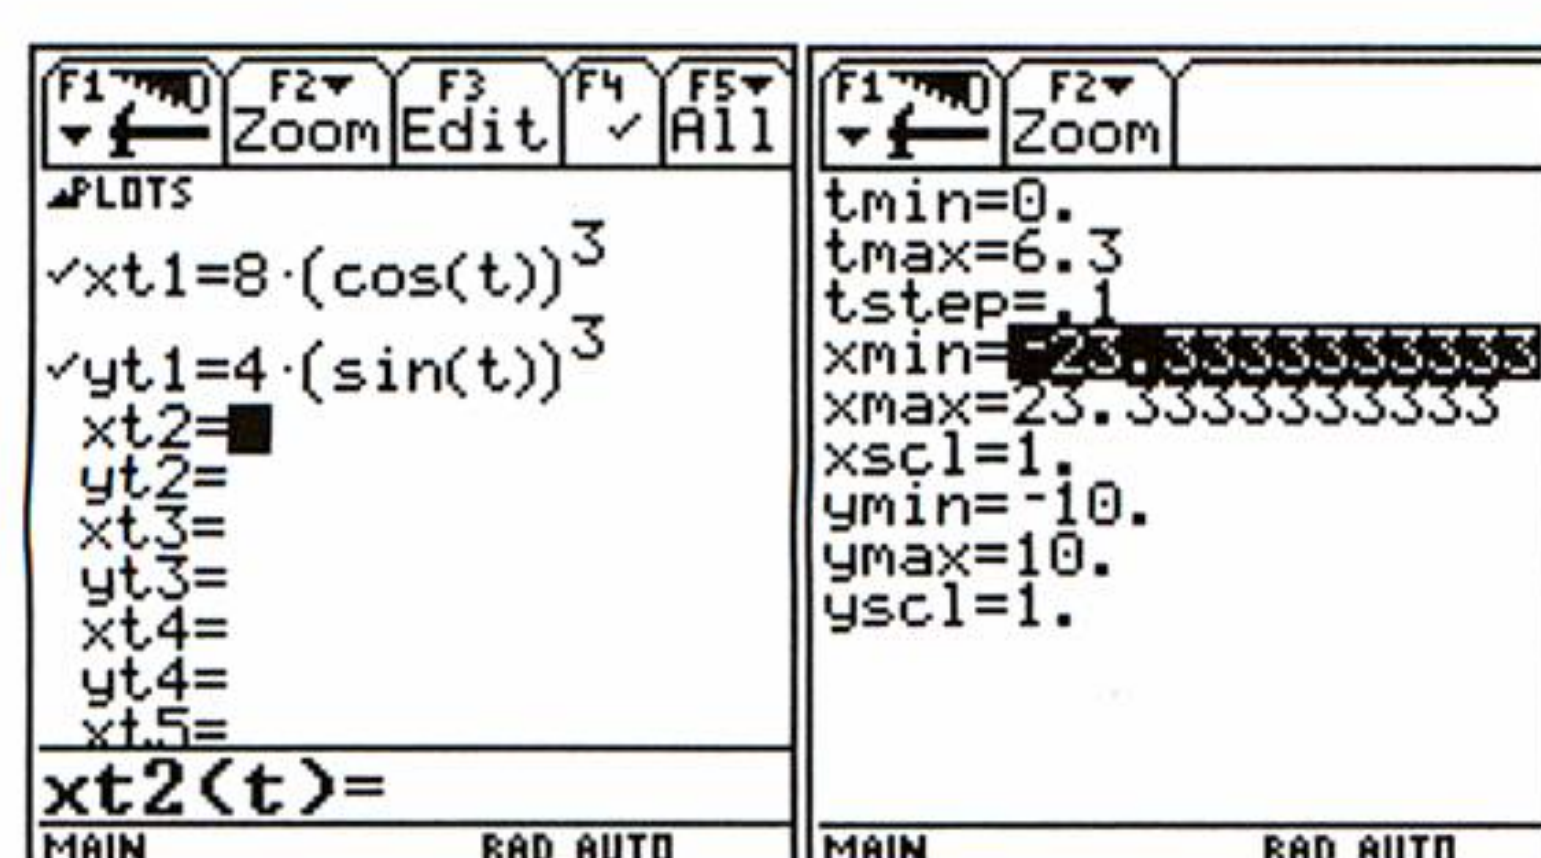 F1 F2▼ F3 F4 F5▼
▼ Zoom Edit ✓ All
▲PLOTS
✓xt1=8·(cos(t))³
✓yt1=4·(sin(t))³
xt2=
yt2=
xt3=
yt3=
xt4=
yt4=
xt5=
xt2(t)=
MAIN RAD AUTO
F1 F2▼
▼ Zoom
tmin=0.
tmax=6.3
tstep=.1
xmin=
xmax=23.3333333333
xscl=1.
ymin=-10.
ymax=10.
yscl=1.
MAIN RAD AUTO